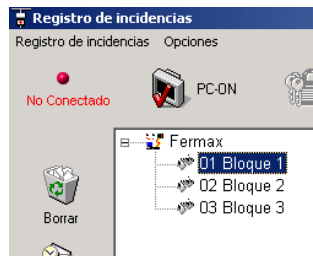 Registro de incidencias
Registro de incidencias Opciones
No Conectado
PC-ON
Fermax
01 Bloque 1
02 Bloque 2
03 Bloque 3
Borrar